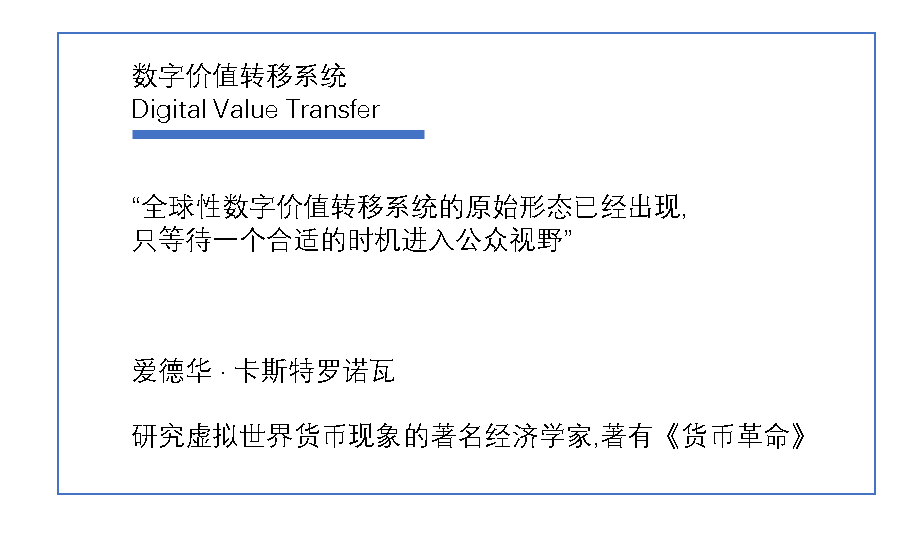 数字价值转移系统
Digital Value Transfer
“全球性数字价值转移系统的原始形态已经出现,
只等待一个合适的时机进入公众视野”
爱德华 · 卡斯特罗诺瓦
研究虚拟世界货币现象的著名经济学家,著有《货币革命》